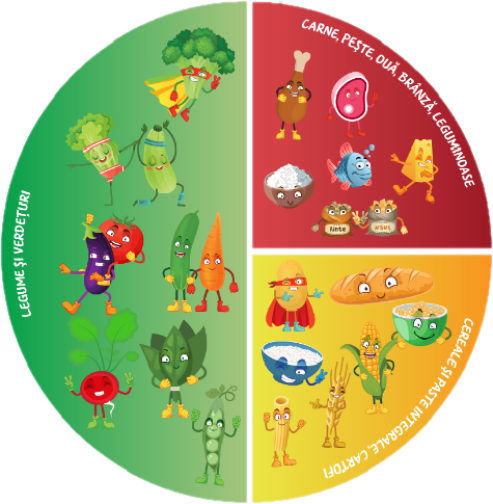 LEGUME ȘI VERDEȚURI
CARNE, PEȘTE, OUĂ, BRÂNZĂ, LEGUMINOASE
CEREALE ȘI PASTE INTEGRALE, CARTOFI